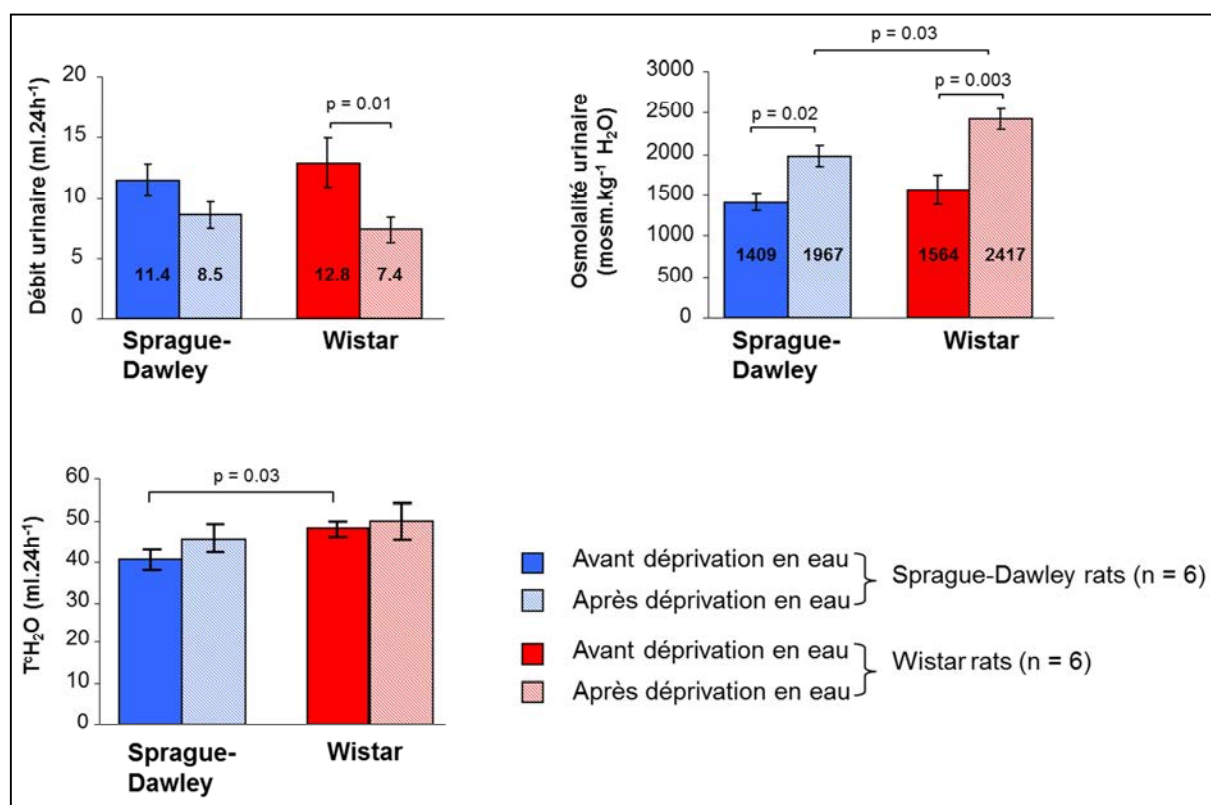 Débit urinaire (ml.24h⁻¹)
20
15
10
5
0
p = 0.01
11.4
8.5
12.8
7.4
Sprague-
Dawley
Wistar
Osmolalité urinaire
(mosm.kg⁻¹ H₂O)
3000
2500
2000
1500
1000
500
0
p = 0.03
p = 0.02
p = 0.003
1409
1967
1564
2417
Sprague-
Dawley
Wistar
TᶜH₂O (ml.24h⁻¹)
60
50
40
30
20
10
0
p = 0.03
Sprague-
Dawley
Wistar
Avant déprivation en eau
Après déprivation en eau
Sprague-Dawley rats (n = 6)
Avant déprivation en eau
Après déprivation en eau
Wistar rats (n = 6)